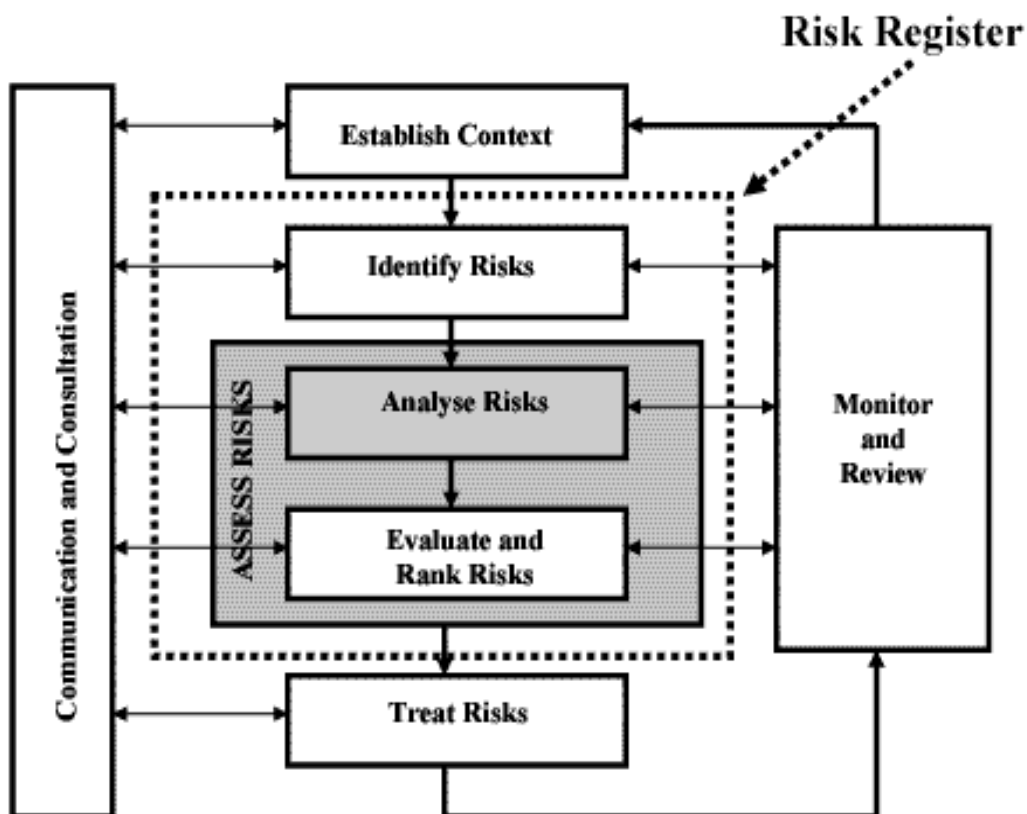 Risk Register
Establish Context
Identify Risks
ASSESS RISKS
Analyse Risks
Evaluate and
Rank Risks
Treat Risks
Communication and Consultation
Monitor
and
Review